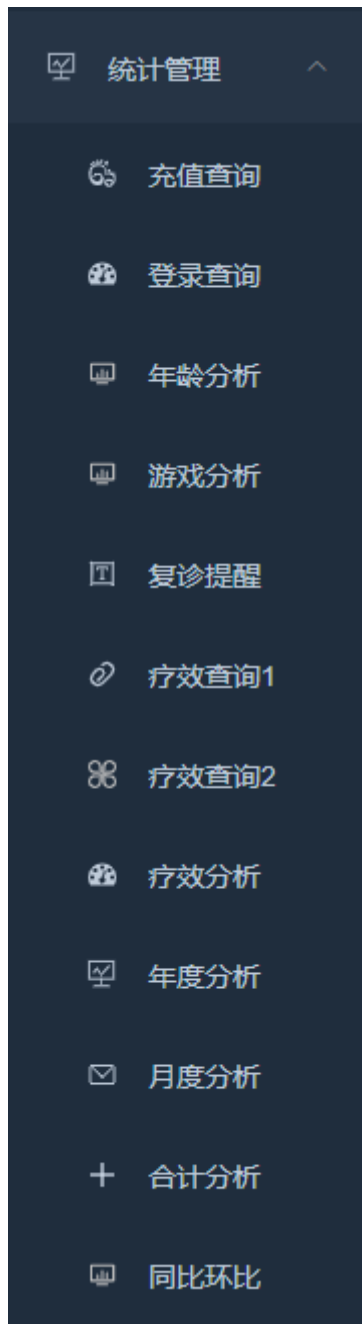 统计管理
充值查询
登录查询
年龄分析
游戏分析
复诊提醒
疗效查询1
疗效查询2
疗效分析
年度分析
月度分析
合计分析
同比环比